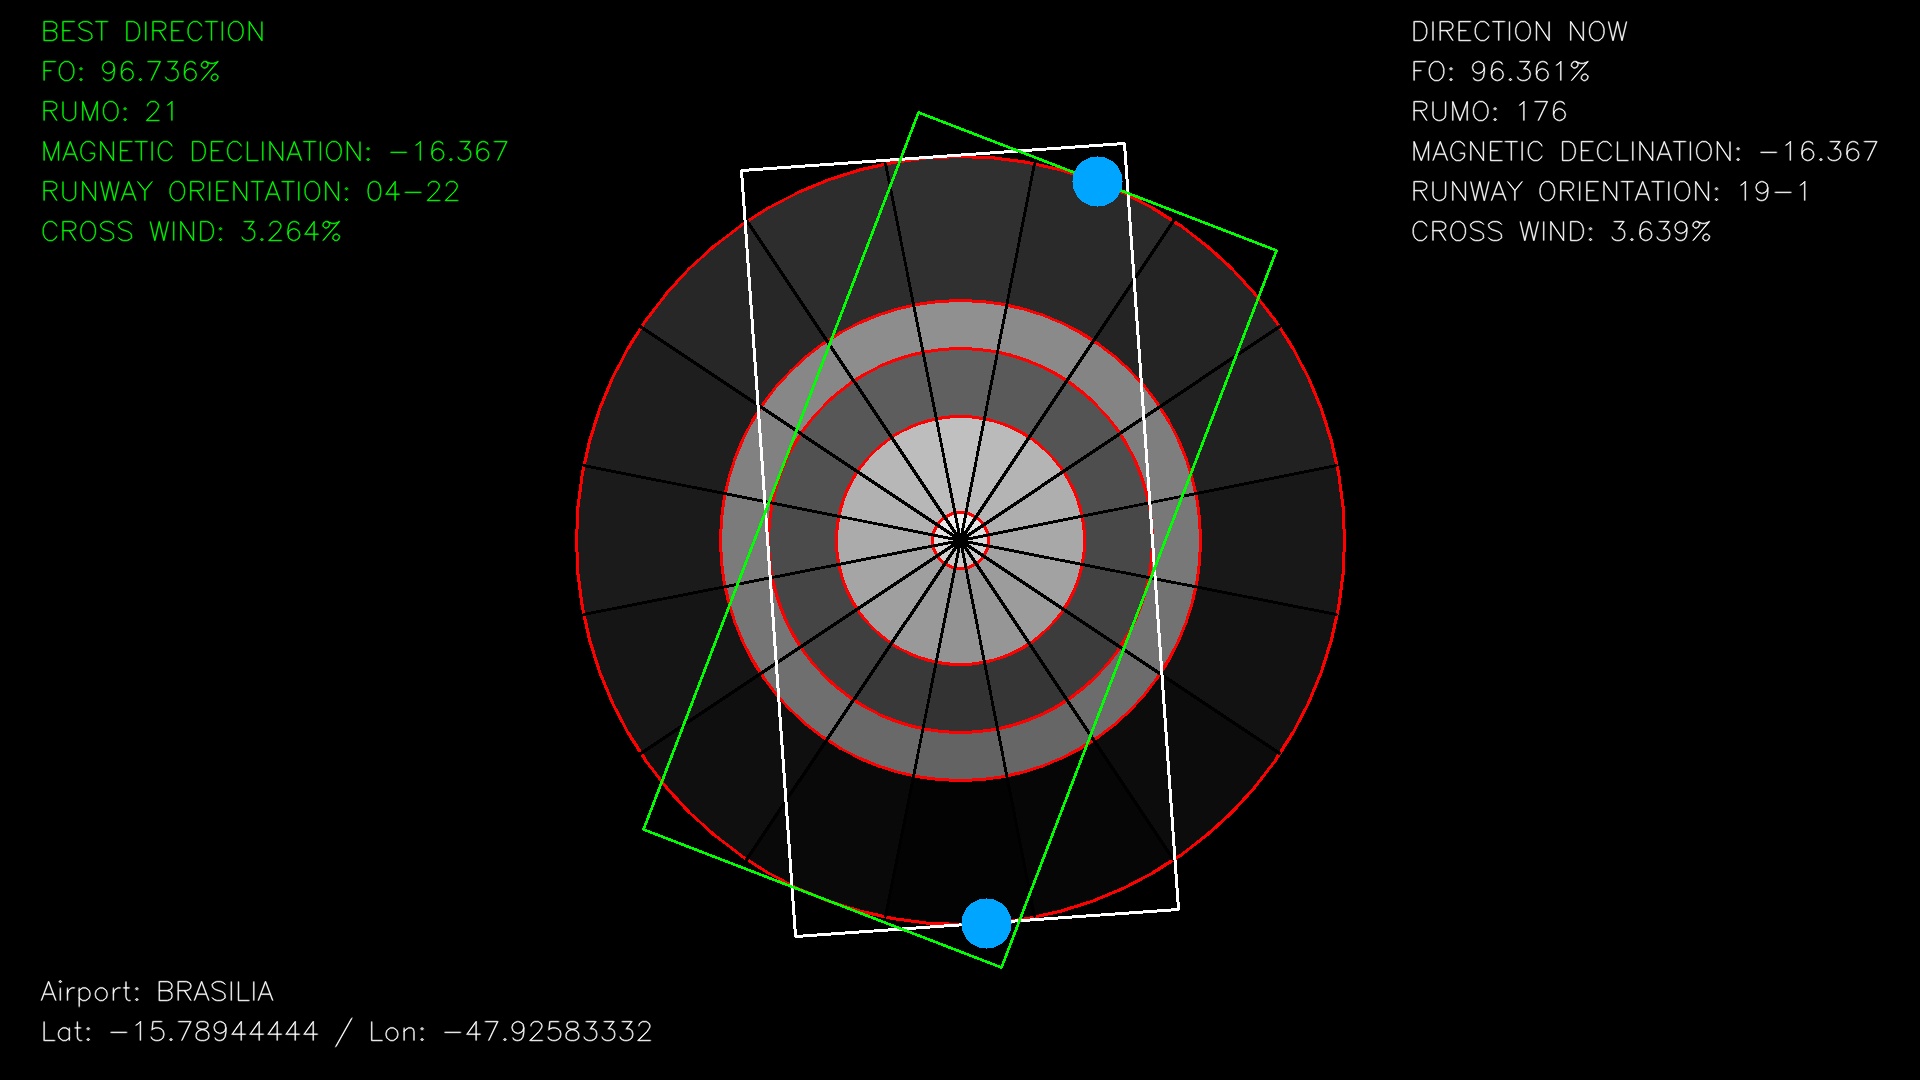 BEST DIRECTION
FO: 96.736%
RUMO: 21
MAGNETIC DECLINATION: -16.367
RUNWAY ORIENTATION: 04-22
CROSS WIND: 3.264%
DIRECTION NOW
FO: 96.361%
RUMO: 176
MAGNETIC DECLINATION: -16.367
RUNWAY ORIENTATION: 19-1
CROSS WIND: 3.639%
Airport: BRASILIA
Lat: -15.78944444 / Lon: -47.92583332